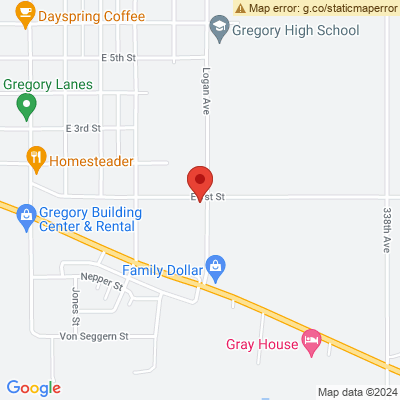 Map error: g.co/staticmaperror
Dayspring Coffee
Gregory High School
E 5th St
Logan Ave
Gregory Lanes
E 3rd St
Homesteader
st St
338th Ave
Gregory Building
Center & Rental
Family Dollar
Nepper St
Jones St
Von Seggern St
Gray House
Google
Map data ©2024